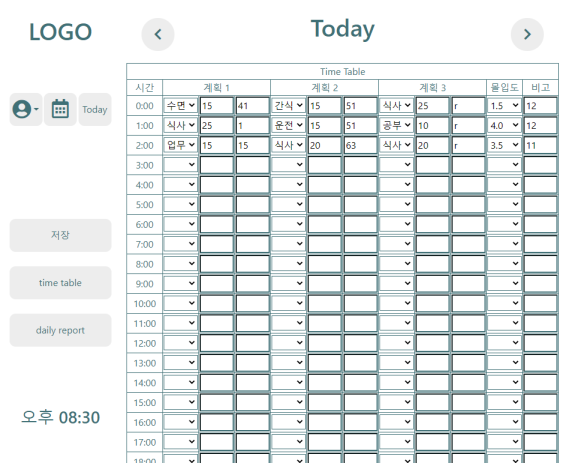 LOGO
Today
Today
저장
time table
daily report
오후 08:30
Time Table
시간 계획 1 계획 2 계획 3 몰입도 비고
0:00 수면 15 41 간식 15 51 식사 25 r 1.5 12
1:00 식사 25 1 운전 15 51 공부 10 r 4.0 12
2:00 업무 15 15 식사 20 63 식사 20 r 3.5 11
3:00
4:00
5:00
6:00
7:00
8:00
9:00
10:00
11:00
12:00
13:00
14:00
15:00
16:00
17:00
18:00